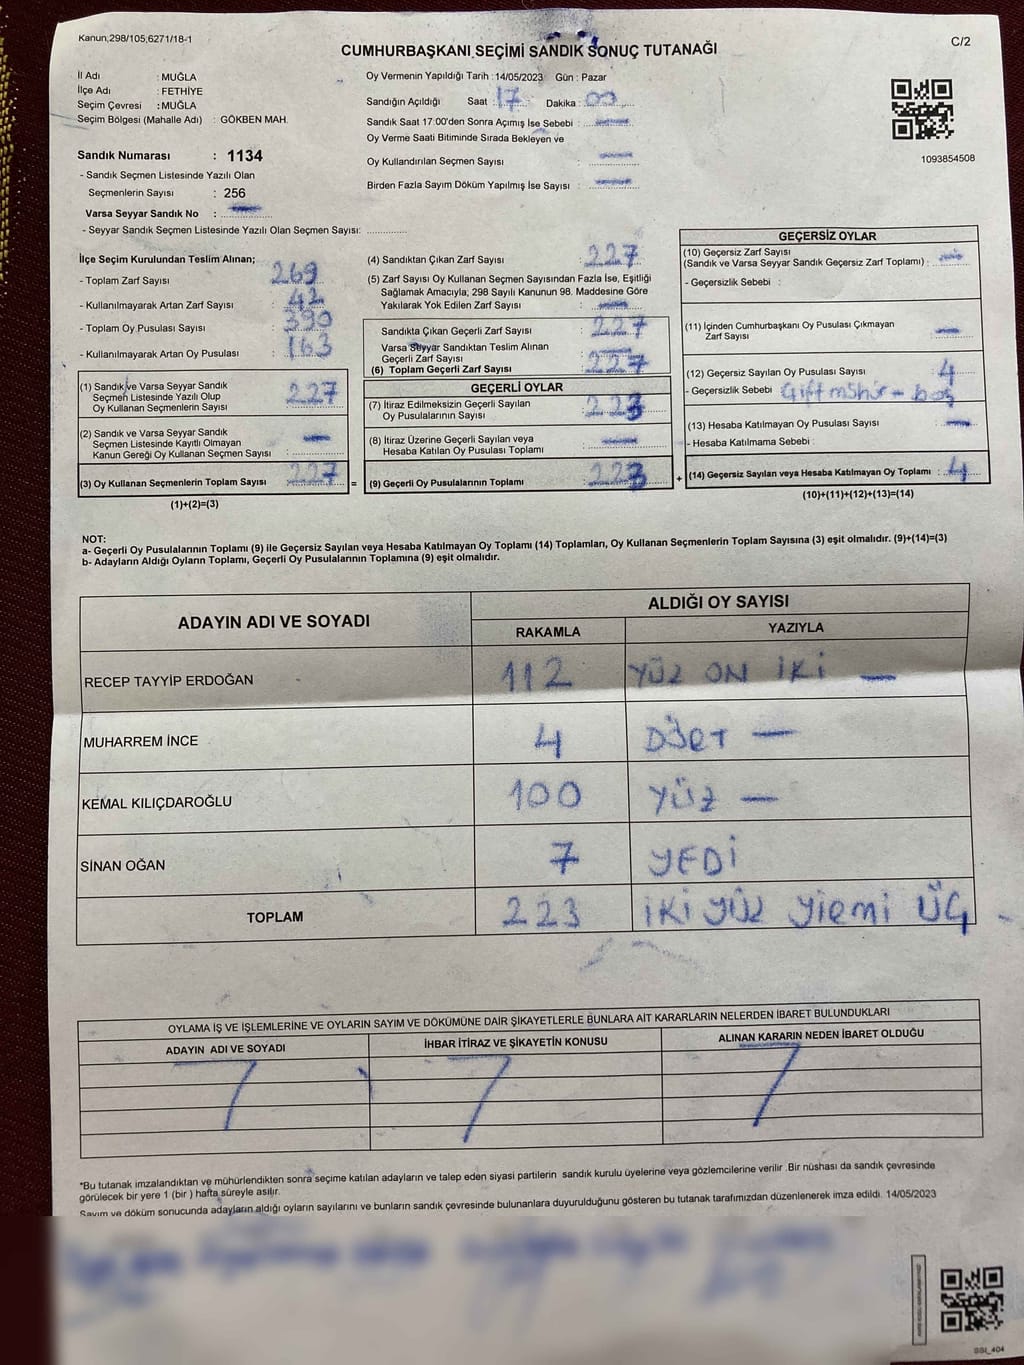 Kanun,298/105,6271/18-1
C/2
CUMHURBAŞKANI SEÇİMİ SANDIK SONUÇ TUTANAĞI
İl Adı : MUĞLA
İlçe Adı : FETHİYE
Seçim Çevresi : MUĞLA
Seçim Bölgesi (Mahalle Adı) : GÖKBEN MAH.
Sandık Numarası : 1134
- Sandık Seçmen Listesinde Yazılı Olan
Seçmenlerin Sayısı : 256
Varsa Seyyar Sandık No : —
- Seyyar Sandık Seçmen Listesinde Yazılı Olan Seçmen Sayısı: ............
Oy Vermenin Yapıldığı Tarih : 14/05/2023 Gün : Pazar
Sandığın Açıldığı Saat : 17 Dakika : 00
Sandık Saat 17:00'den Sonra Açımış İse Sebebi : —
Oy Verme Saati Bitiminde Sırada Bekleyen ve
Oy Kullandırılan Seçmen Sayısı : —
Birden Fazla Sayım Döküm Yapılmış İse Sayısı : —
1093854508
İlçe Seçim Kurulundan Teslim Alınan;
- Toplam Zarf Sayısı : 269
- Kullanılmayarak Artan Zarf Sayısı : 42
- Toplam Oy Pusulası Sayısı : 390
- Kullanılmayarak Artan Oy Pusulası : 163
(1) Sandık ve Varsa Seyyar Sandık
Seçmen Listesinde Yazılı Olup
Oy Kullanan Seçmenlerin Sayısı : 227
(2) Sandık ve Varsa Seyyar Sandık
Seçmen Listesinde Kayıtlı Olmayan
Kanun Gereği Oy Kullanan Seçmen Sayısı : —
(3) Oy Kullanan Seçmenlerin Toplam Sayısı : 227
(1)+(2)=(3)
(4) Sandıktan Çıkan Zarf Sayısı : 227
(5) Zarf Sayısı Oy Kullanan Seçmen Sayısından Fazla İse, Eşitliği
Sağlamak Amacıyla, 298 Sayılı Kanunun 98. Maddesine Göre
Yakılarak Yok Edilen Zarf Sayısı : —
Sandıkta Çıkan Geçerli Zarf Sayısı : 227
Varsa Seyyar Sandıktan Teslim Alınan
Geçerli Zarf Sayısı : —
(6) Toplam Geçerli Zarf Sayısı : 227
GEÇERLİ OYLAR
(7) İtiraz Edilmeksizin Geçerli Sayılan
Oy Pusulalarının Sayısı : 223
(8) İtiraz Üzerine Geçerli Sayılan veya
Hesaba Katılan Oy Pusulası Toplamı : —
= (9) Geçerli Oy Pusulalarının Toplamı : 223
GEÇERSİZ OYLAR
(10) Geçersiz Zarf Sayısı
(Sandık ve Varsa Seyyar Sandık Geçersiz Zarf Toplamı) : —
- Geçersizlik Sebebi :
(11) İçinden Cumhurbaşkanı Oy Pusulası Çıkmayan
Zarf Sayısı : —
(12) Geçersiz Sayılan Oy Pusulası Sayısı : 4
- Geçersizlik Sebebi Çift mühür - boş
(13) Hesaba Katılmayan Oy Pusulası Sayısı : —
- Hesaba Katılmama Sebebi :
+ (14) Geçersiz Sayılan veya Hesaba Katılmayan Oy Toplamı : 4
(10)+(11)+(12)+(13)=(14)
NOT:
a- Geçerli Oy Pusulalarının Toplamı (9) ile Geçersiz Sayılan veya Hesaba Katılmayan Oy Toplamı (14) Toplamları, Oy Kullanan Seçmenlerin Toplam Sayısına (3) eşit olmalıdır. (9)+(14)=(3)
b- Adayların Aldığı Oyların Toplamı, Geçerli Oy Pusulalarının Toplamına (9) eşit olmalıdır.
ADAYIN ADI VE SOYADI ALDIĞI OY SAYISI
RAKAMLA YAZIYLA
RECEP TAYYİP ERDOĞAN 112 YÜZ ON İKİ —
MUHARREM İNCE 4 DÖRT —
KEMAL KILIÇDAROĞLU 100 YÜZ —
SİNAN OĞAN 7 YEDİ
TOPLAM 223 İKİ YÜZ YİRMİ ÜÇ
OYLAMA İŞ VE İŞLEMLERİNE VE OYLARIN SAYIM VE DÖKÜMÜNE DAİR ŞİKAYETLERLE BUNLARA AİT KARARLARIN NELERDEN İBARET BULUNDUKLARI
ADAYIN ADI VE SOYADI İHBAR İTİRAZ VE ŞİKAYETİN KONUSU ALINAN KARARIN NEDEN İBARET OLDUĞU
*Bu tutanak imzalandıktan ve mühürlendikten sonra seçime katılan adayların ve talep eden siyasi partilerin sandık kurulu üyelerine veya gözlemcilerine verilir .Bir nüshası da sandık çevresinde
görülecek bir yere 1 (bir ) hafta süreyle asılır.
Sayım ve döküm sonucunda adayların aldığı oyların sayılarını ve bunların sandık çevresinde bulunanlara duyurulduğunu gösteren bu tutanak tarafımızdan düzenlenerek imza edildi. 14/05/2023
SSI_404